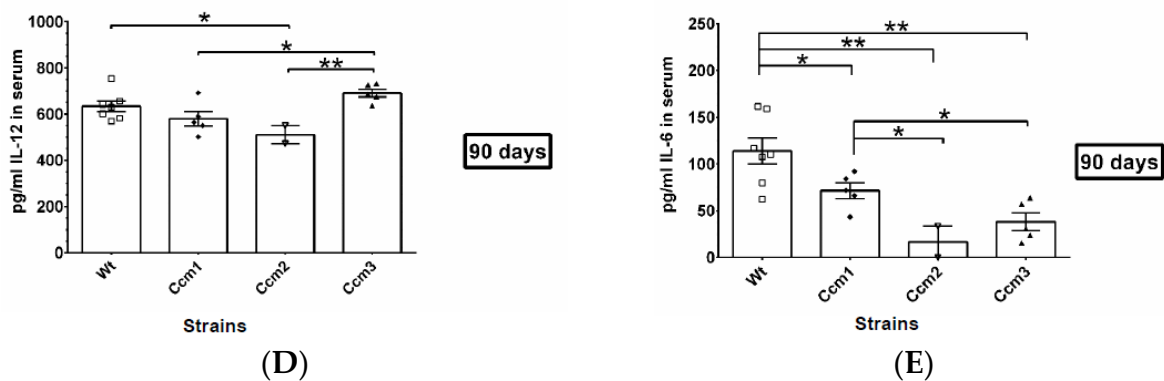 pg/ml IL-12 in serum
1000
800
600
400
200
0
*
*
**
Wt
Ccm1
Ccm2
Ccm3
Strains
90 days
(D)
pg/ml IL-6 in serum
250
200
150
100
50
0
**
**
*
*
*
Wt
Ccm1
Ccm2
Ccm3
Strains
90 days
(E)